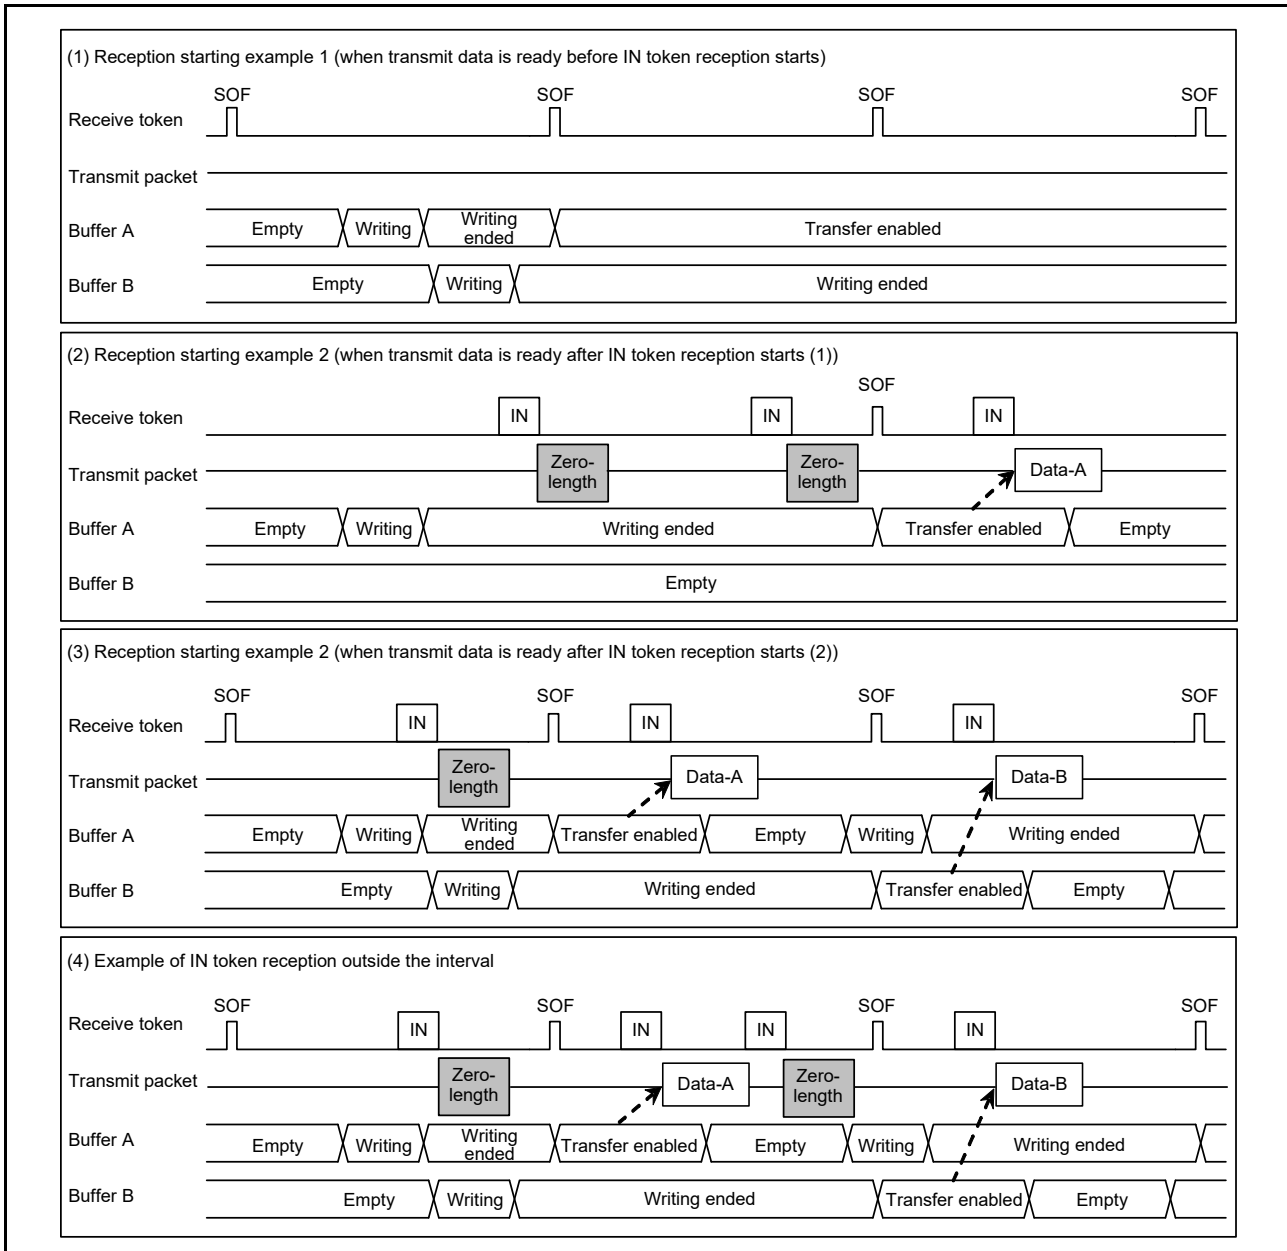 (1) Reception starting example 1 (when transmit data is ready before IN token reception starts)
SOF SOF SOF SOF
Receive token
Transmit packet
Buffer A Empty Writing Writing ended Transfer enabled
Buffer B Empty Writing Writing ended
(2) Reception starting example 2 (when transmit data is ready after IN token reception starts (1))
SOF
Receive token IN IN IN
Transmit packet Zero-length Zero-length Data-A
Buffer A Empty Writing Writing ended Transfer enabled Empty
Buffer B Empty
(3) Reception starting example 2 (when transmit data is ready after IN token reception starts (2))
SOF SOF SOF SOF
Receive token IN IN IN
Transmit packet Zero-length Data-A Data-B
Buffer A Empty Writing Writing ended Transfer enabled Empty Writing Writing ended
Buffer B Empty Writing Writing ended Transfer enabled Empty
(4) Example of IN token reception outside the interval
SOF SOF SOF SOF
Receive token IN IN IN IN
Transmit packet Zero-length Data-A Zero-length Data-B
Buffer A Empty Writing Writing ended Transfer enabled Empty Writing Writing ended
Buffer B Empty Writing Writing ended Transfer enabled Empty